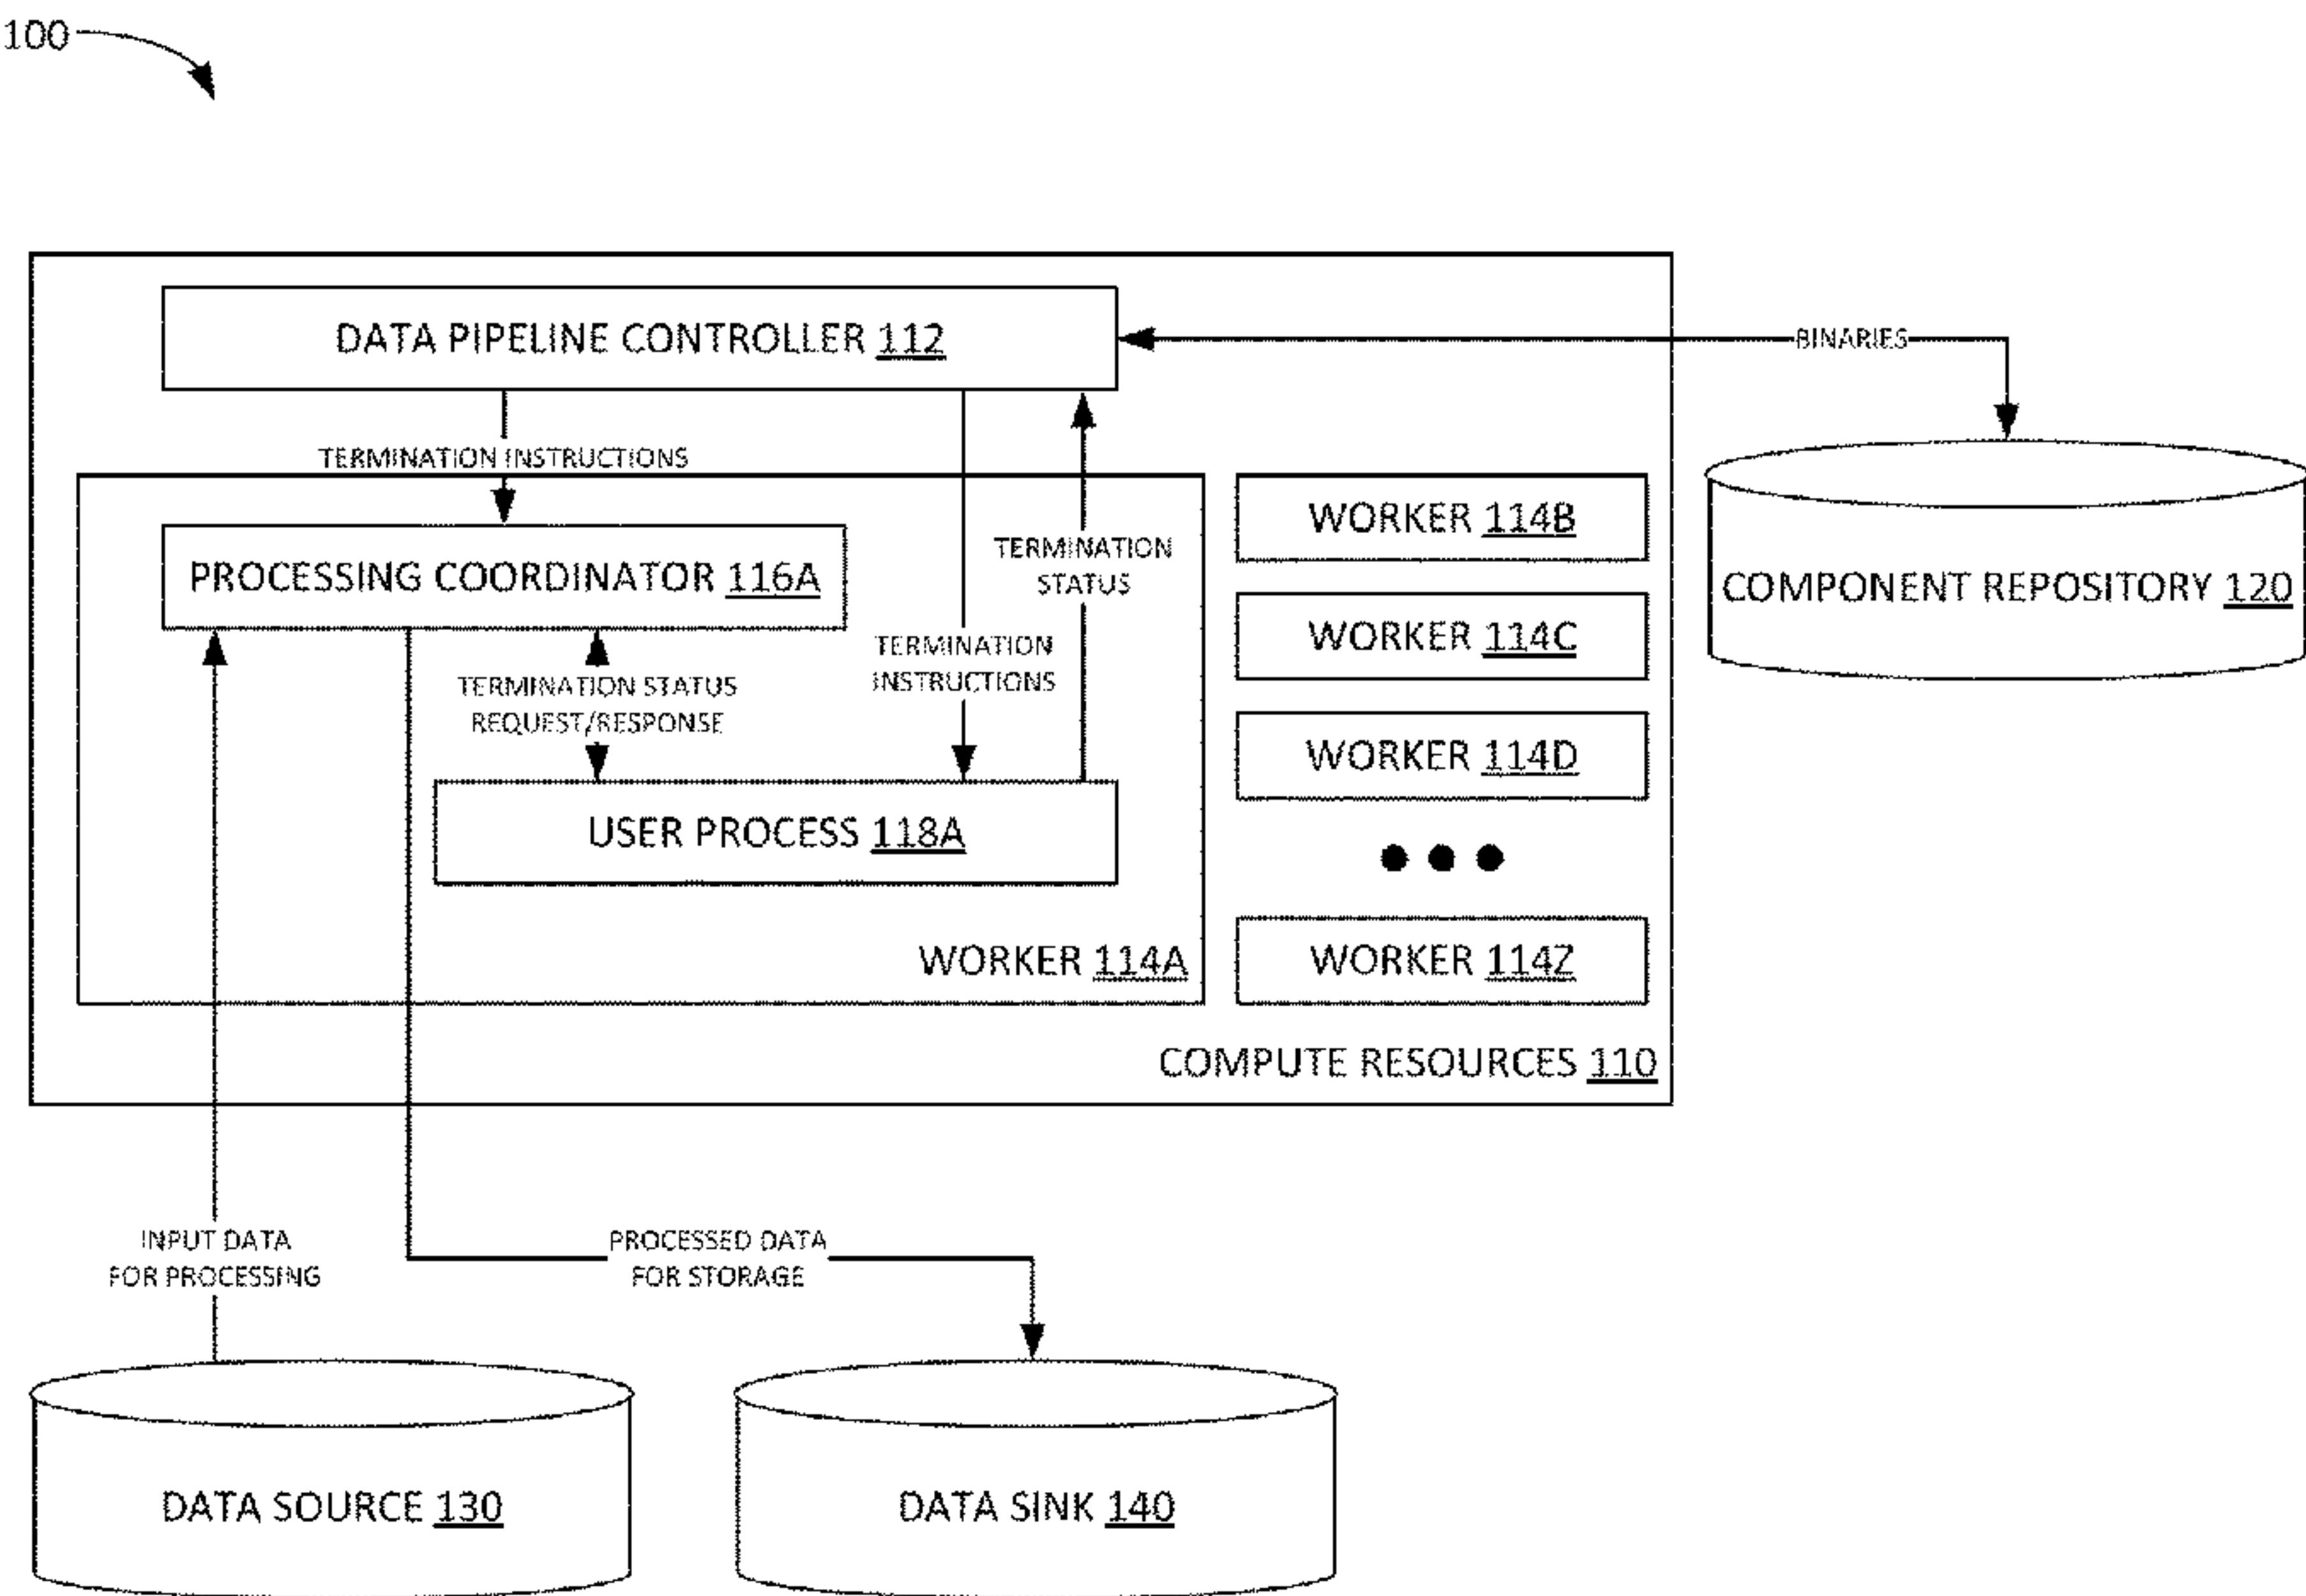 100
DATA PIPELINE CONTROLLER 112
BINARIES
TERMINATION INSTRUCTIONS
PROCESSING COORDINATOR 116A
TERMINATION
STATUS
TERMINATION
INSTRUCTIONS
TERMINATION STATUS
REQUEST/RESPONSE
USER PROCESS 118A
WORKER 114A
WORKER 114B
WORKER 114C
WORKER 114D
WORKER 114Z
COMPONENT REPOSITORY 120
COMPUTE RESOURCES 110
INPUT DATA
FOR PROCESSING
PROCESSED DATA
FOR STORAGE
DATA SOURCE 130
DATA SINK 140